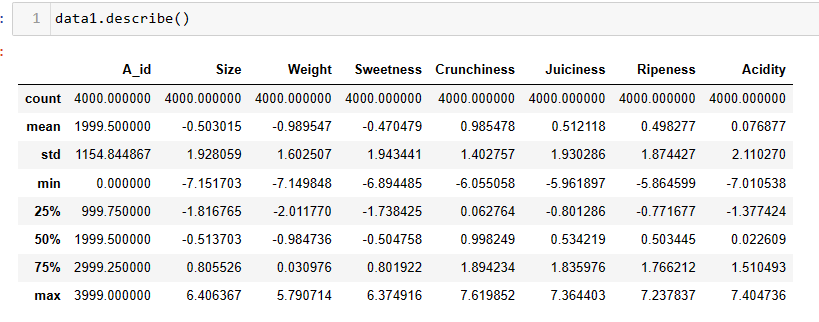 1 data1.describe()
A_id Size Weight Sweetness Crunchiness Juiciness Ripeness Acidity
count 4000.000000 4000.000000 4000.000000 4000.000000 4000.000000 4000.000000 4000.000000 4000.000000
mean 1999.500000 -0.503015 -0.989547 -0.470479 0.985478 0.512118 0.498277 0.076877
std 1154.844867 1.928059 1.602507 1.943441 1.402757 1.930286 1.874427 2.110270
min 0.000000 -7.151703 -7.149848 -6.894485 -6.055058 -5.961897 -5.864599 -7.010538
25% 999.750000 -1.816765 -2.011770 -1.738425 0.062764 -0.801286 -0.771677 -1.377424
50% 1999.500000 -0.513703 -0.984736 -0.504758 0.998249 0.534219 0.503445 0.022609
75% 2999.250000 0.805526 0.030976 0.801922 1.894234 1.835976 1.766212 1.510493
max 3999.000000 6.406367 5.790714 6.374916 7.619852 7.364403 7.237837 7.404736